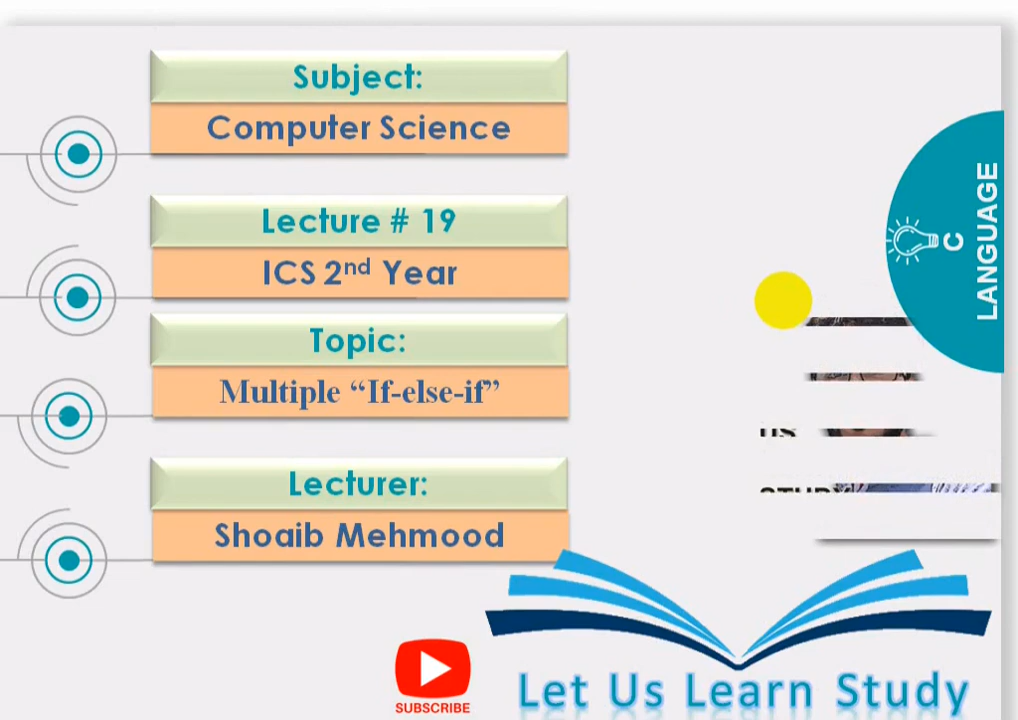 Subject:
Computer Science
Lecture # 19
ICS 2nd Year
Topic:
Multiple “If-else-if”
Lecturer:
Shoaib Mehmood
C
LANGUAGE
SUBSCRIBE
Let Us Learn Study